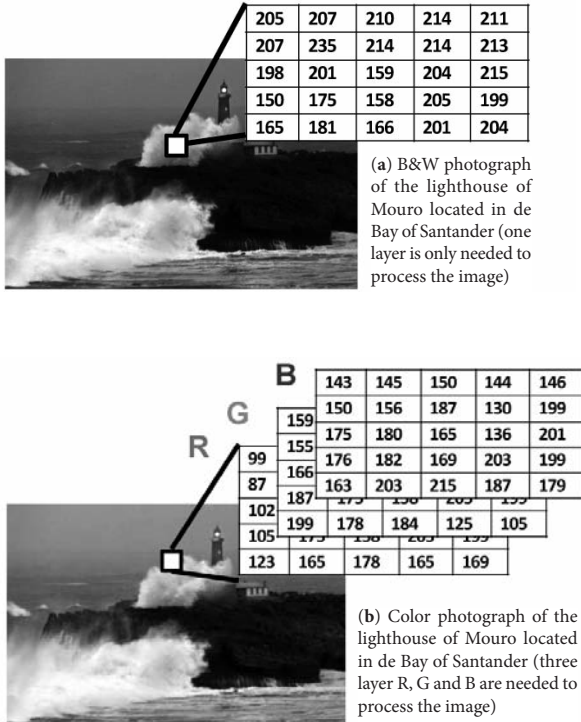 205 207 210 214 211
207 235 214 214 213
198 201 159 204 215
150 175 158 205 199
165 181 166 201 204
(a) B&W photograph
of the lighthouse of
Mouro located in de
Bay of Santander (one
layer is only needed to
process the image)
B
143 145 150 144 146
150 156 187 130 199
175 180 165 136 201
176 182 169 203 199
163 203 215 187 179
G
159
155
166
187
199 178 184 125 105
R
99
87
102
105
123 165 178 165 169
(b) Color photograph of the
lighthouse of Mouro located
in de Bay of Santander (three
layer R, G and B are needed to
process the image)